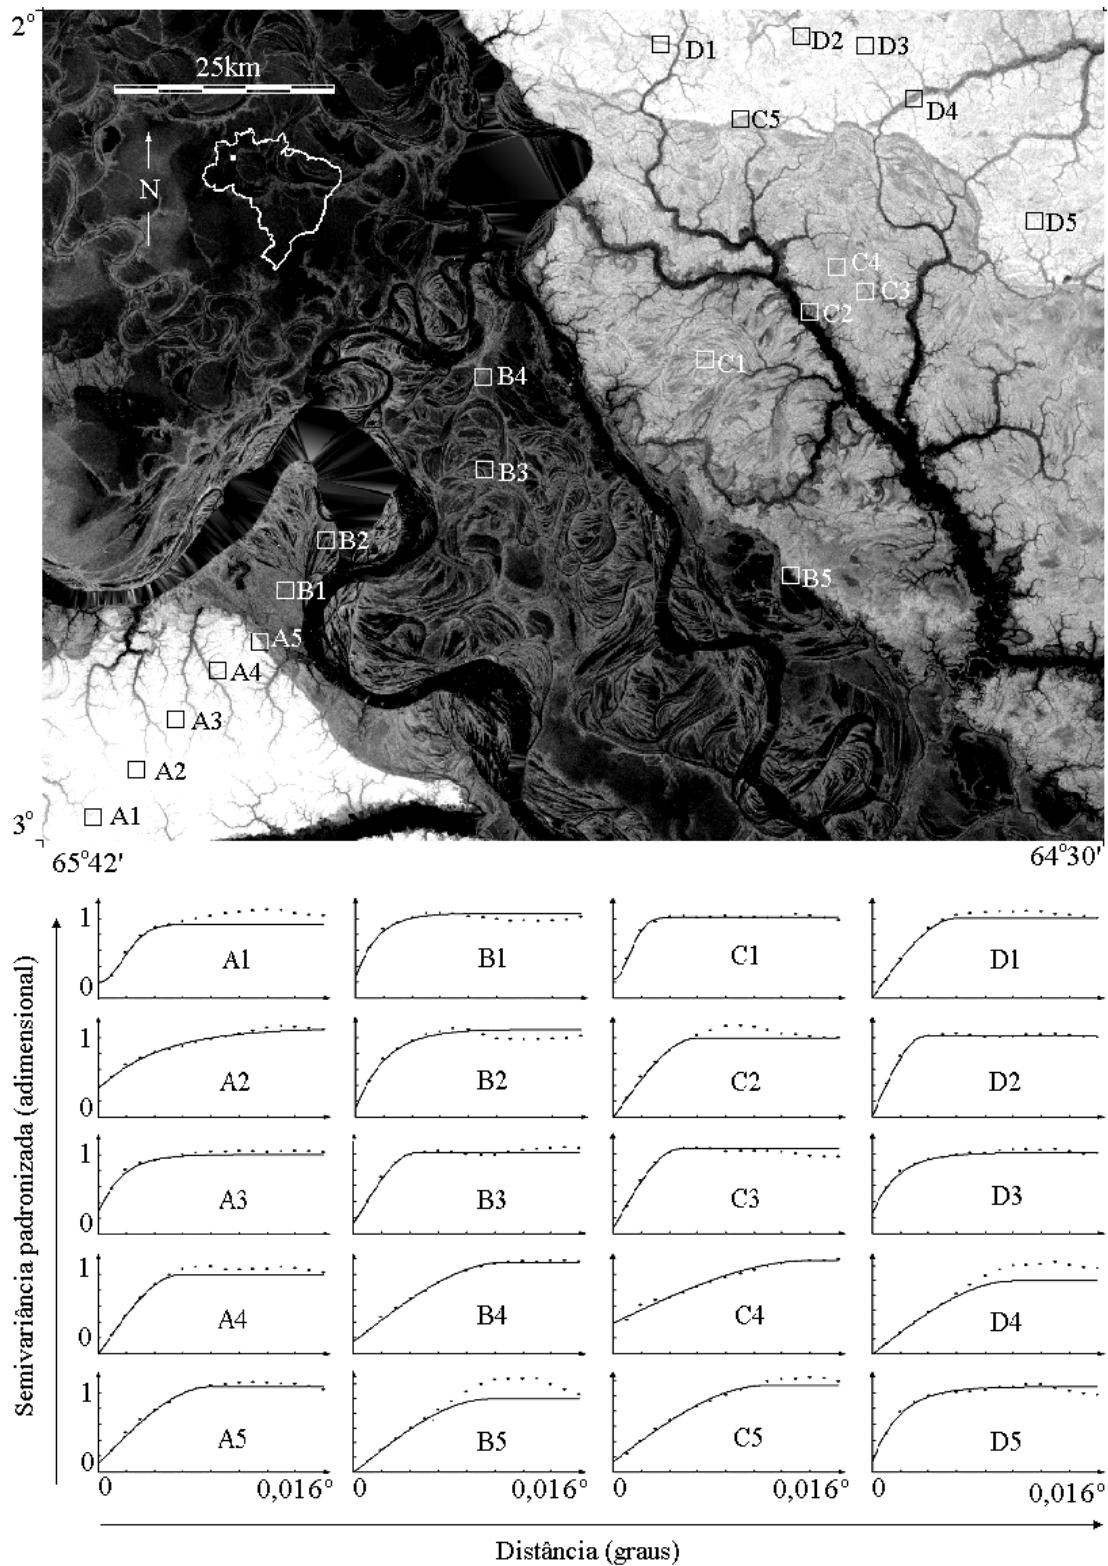 2°
25km
N
D1
D2
D3
D4
C5
D5
C4
C3
C2
C1
B4
B3
B2
B5
B1
A5
A4
A3
A2
A1
3°
65°42'
64°30'
Semivariância padronizada (adimensional)
1
0
A1
B1
C1
D1
1
0
A2
B2
C2
D2
1
0
A3
B3
C3
D3
1
0
A4
B4
C4
D4
1
0
A5
B5
C5
D5
0 0,016° 0 0,016° 0 0,016° 0 0,016°
Distância (graus)